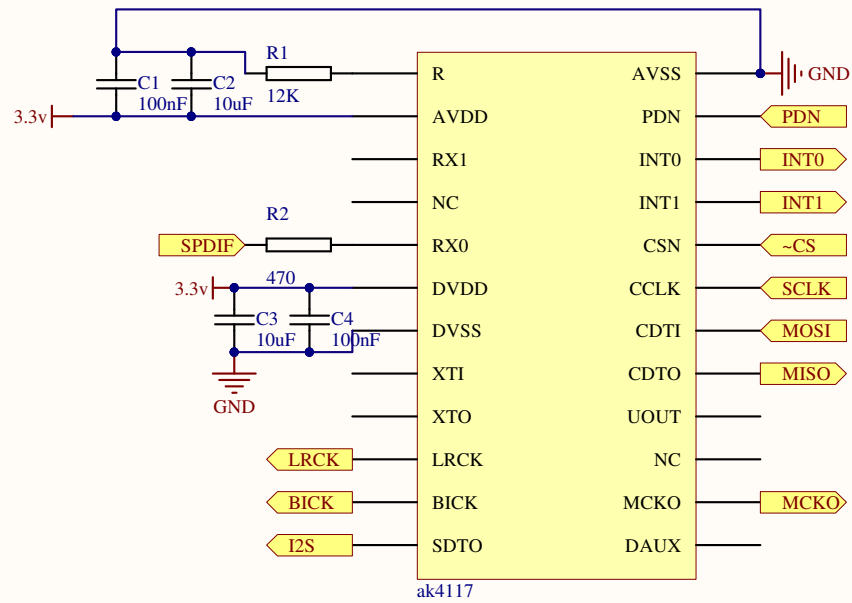 R1
C1
C2
100nF
10uF
12K
3.3v
R
AVDD
RX1
NC
RX0
DVDD
DVSS
XTI
XTO
LRCK
BICK
SDTO
AVSS
PDN
INT0
INT1
CSN
CCLK
CDTI
CDTO
UOUT
NC
MCKO
DAUX
GND
PDN
INT0
INT1
~CS
SCLK
MOSI
MISO
MCKO
R2
SPDIF
470
3.3v
C3
C4
10uF
100nF
GND
LRCK
BICK
I2S
ak4117